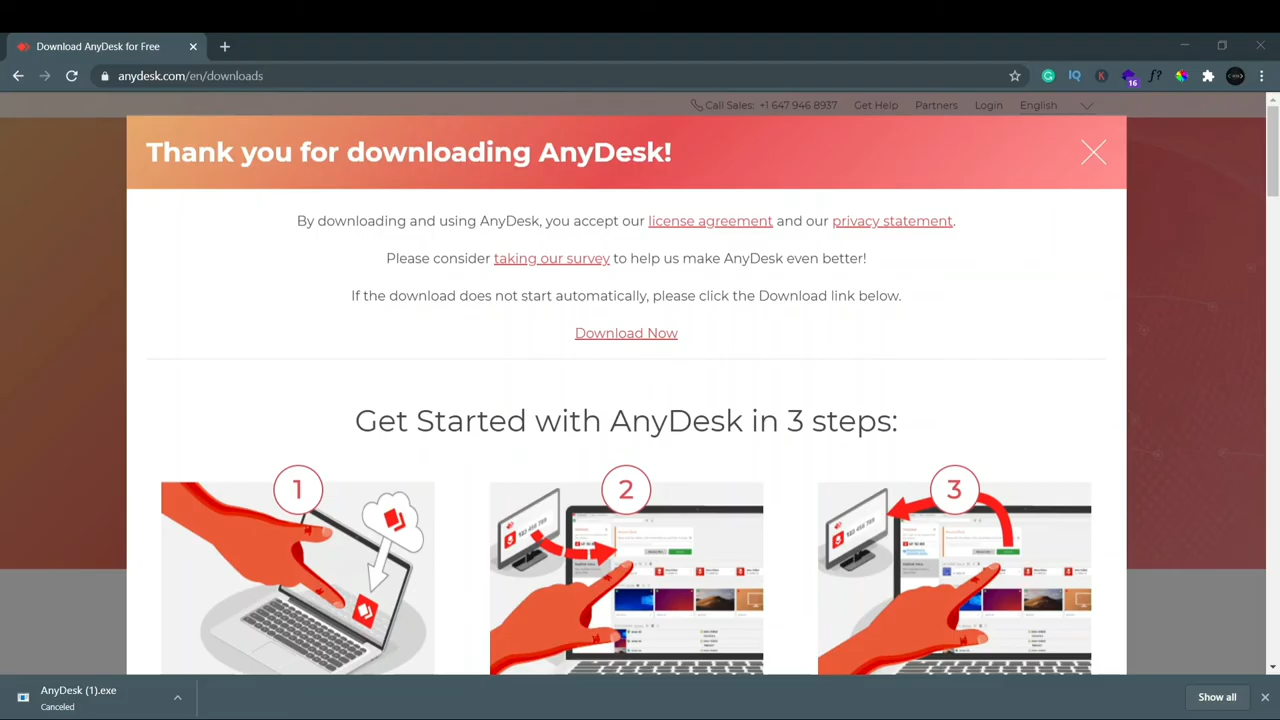 Download AnyDesk for Free
anydesk.com/en/downloads
16
f?
Call Sales: +1 647 946 8937 Get Help Partners Login English
Thank you for downloading AnyDesk!
By downloading and using AnyDesk, you accept our license agreement and our privacy statement.
Please consider taking our survey to help us make AnyDesk even better!
If the download does not start automatically, please click the Download link below.
Download Now
Get Started with AnyDesk in 3 steps:
1
2
3
AnyDesk (1).exe
Canceled
Show all